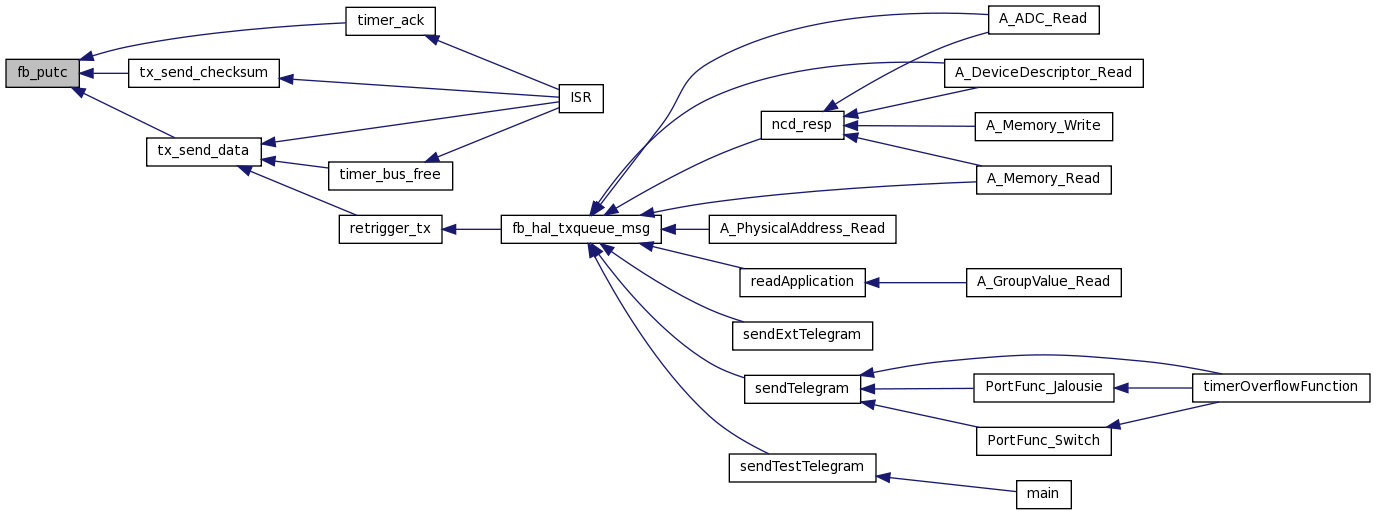 timer_ack
A_ADC_Read
fb_putc
tx_send_checksum
A_DeviceDescriptor_Read
ISR
ncd_resp
A_Memory_Write
tx_send_data
timer_bus_free
A_Memory_Read
retrigger_tx
fb_hal_txqueue_msg
A_PhysicalAddress_Read
readApplication
A_GroupValue_Read
sendExtTelegram
sendTelegram
PortFunc_Jalousie
timerOverflowFunction
PortFunc_Switch
sendTestTelegram
main